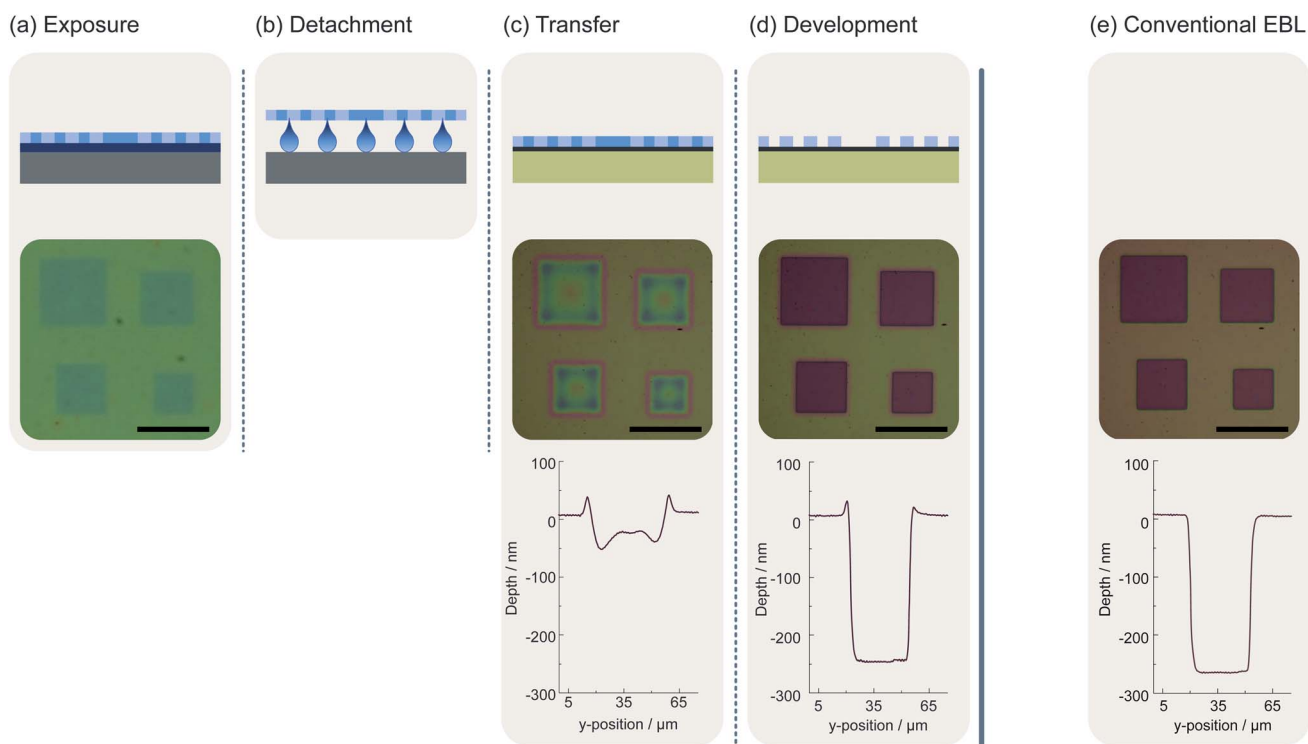 (a) Exposure
(b) Detachment
(c) Transfer
(d) Development
(e) Conventional EBL
100
0
-100
-200
-300
Depth / nm
5 35 65
y-position / µm
100
0
-100
-200
-300
Depth / nm
5 35 65
y-position / µm
100
0
-100
-200
-300
Depth / nm
5 35 65
y-position / µm